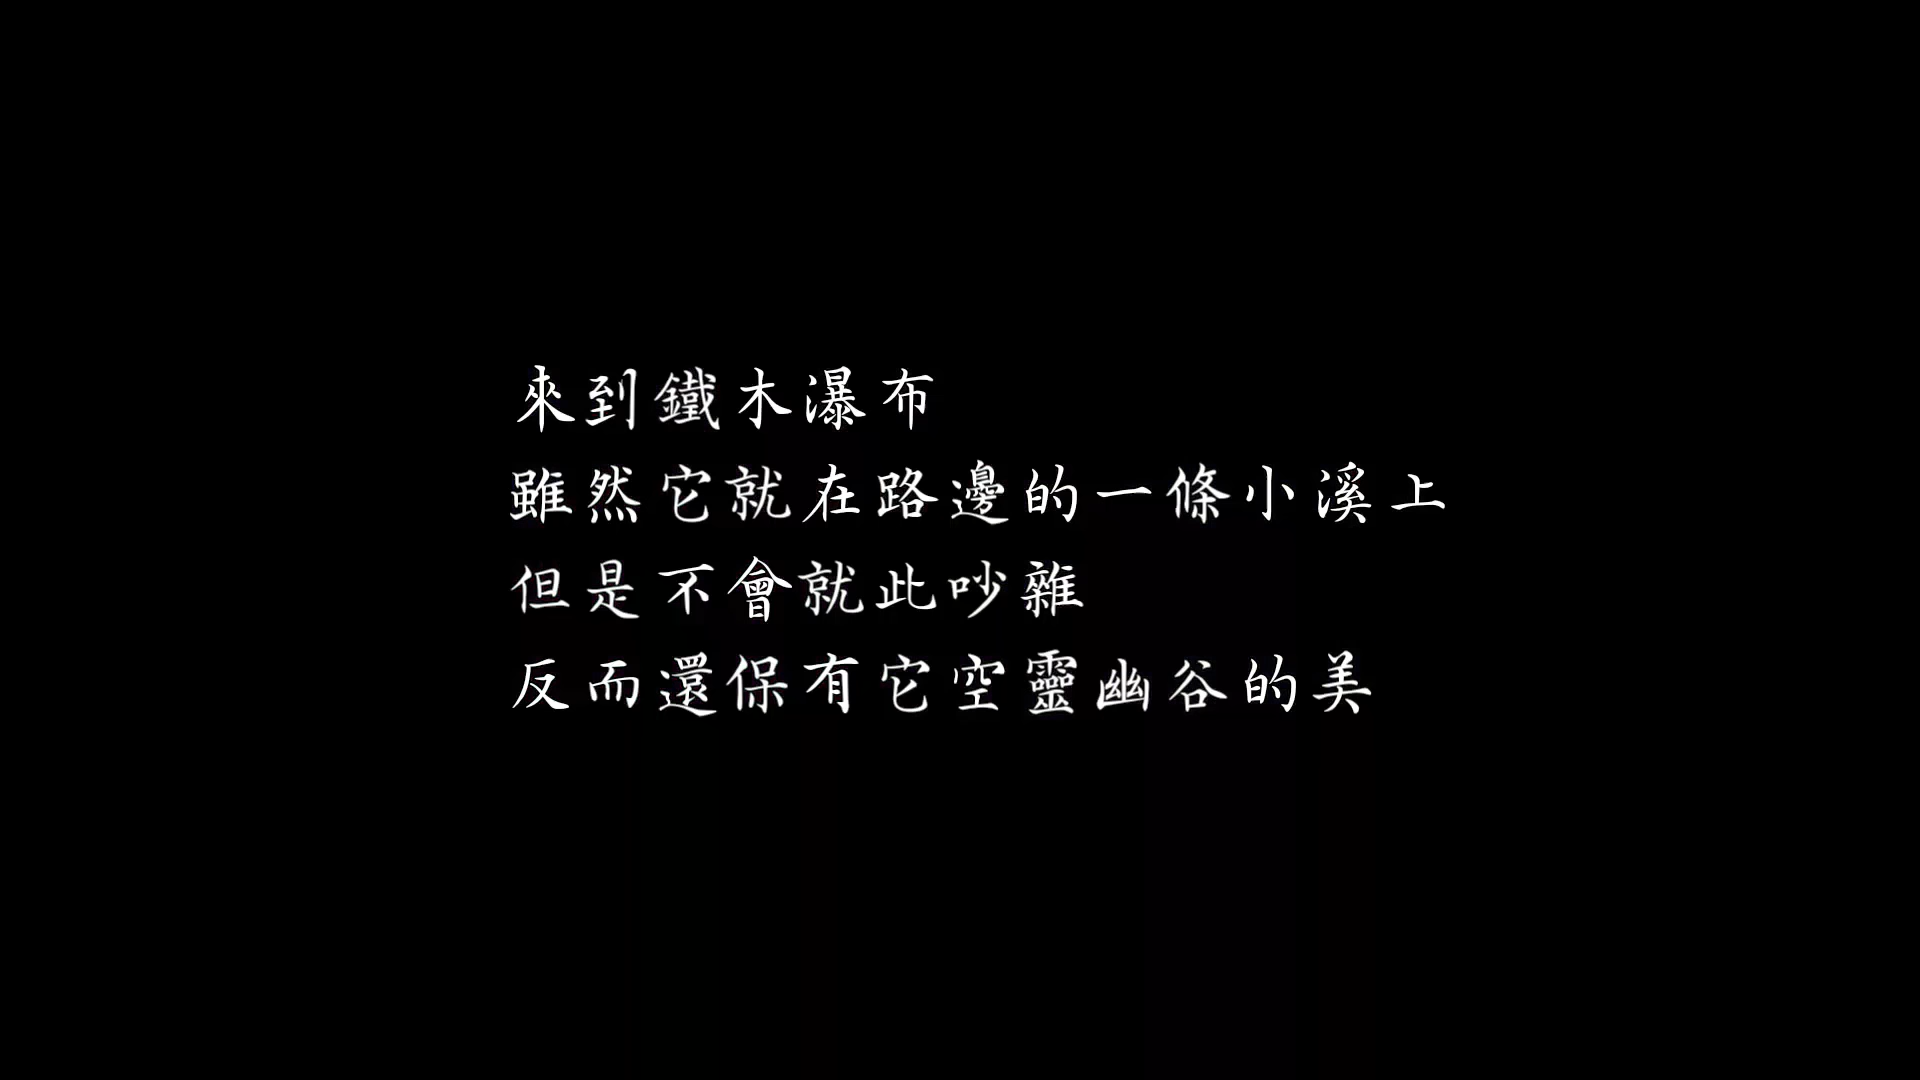 來到鐵木瀑布
雖然它就在路邊的一條小溪上
但是不會就此吵雜
反而還保有它空靈幽谷的美